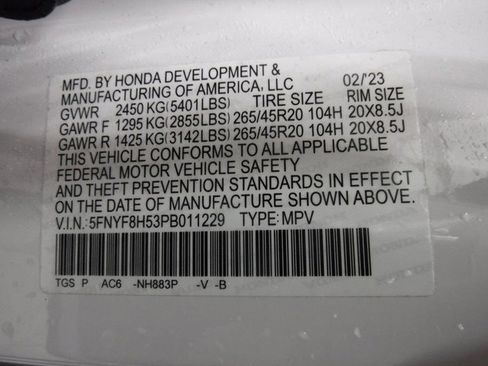 MFD. BY HONDA DEVELOPMENT &
MANUFACTURING OF AMERICA, LLC 02/'23
GVWR 2450 KG(5401LBS) TIRE SIZE RIM SIZE
GAWR F 1295 KG(2855LBS) 265/45R20 104H 20X8.5J
GAWR R 1425 KG(3142LBS) 265/45R20 104H 20X8.5J
THIS VEHICLE CONFORMS TO ALL APPLICABLE
FEDERAL MOTOR VEHICLE SAFETY
AND THEFT PREVENTION STANDARDS IN EFFECT
ON THE DATE OF MANUFACTURE SHOWN ABOVE.
V.I.N.: 5FNYF8H53PB011229 TYPE: MPV
TGS P AC6 -NH883P -V -B